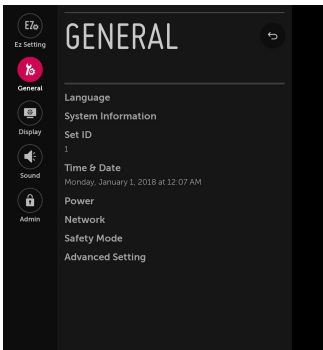 EZ
Ez Setting
General
Display
Sound
Admin
GENERAL
Language
System Information
Set ID
1
Time & Date
Monday, January 1, 2018 at 12:07 AM
Power
Network
Safety Mode
Advanced Setting